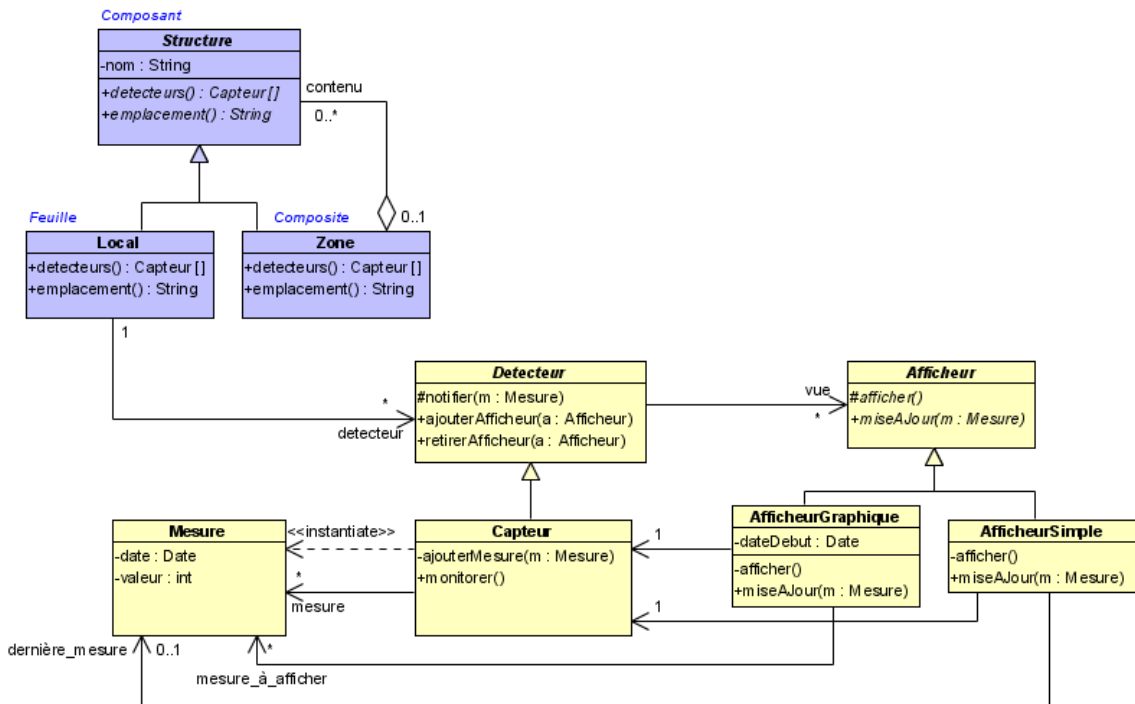 Composant
Structure
-nom : String
+detecteurs() : Capteur[]
+emplacement() : String
contenu
0..*
0..1
Feuille
Local
+detecteurs() : Capteur[]
+emplacement() : String
1
Composite
Zone
+detecteurs() : Capteur[]
+emplacement() : String
*
detecteur
Detecteur
#notifier(m : Mesure)
+ajouterAfficheur(a : Afficheur)
+retirerAfficheur(a : Afficheur)
vue
*
Afficheur
#afficher()
+miseAJour(m : Mesure)
Mesure
-date : Date
-valeur : int
<<instantiate>>
*
mesure
Capteur
-ajouterMesure(m : Mesure)
+monitorer()
1
1
AfficheurGraphique
-dateDebut : Date
-afficher()
+miseAJour(m : Mesure)
AfficheurSimple
-afficher()
+miseAJour(m : Mesure)
dernière_mesure
0..1
*
mesure_à_afficher